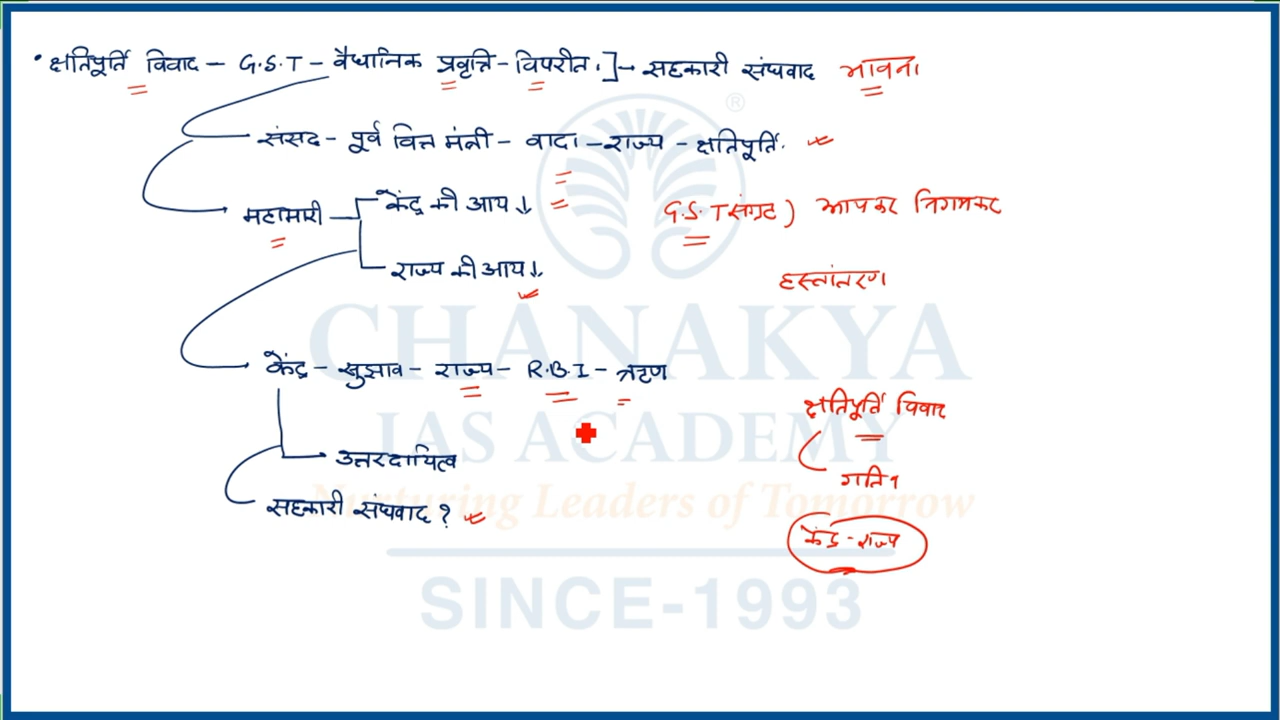 • क्षतिपूर्ति विवाद – G.S.T – वैधानिक प्रवृत्ति – विपरीत. ]→ सहकारी संघवाद भावना
संसद – पूर्व वित्त मंत्री – वादा – राज्य – क्षतिपूर्ति.
महामारी
केंद्र की आय ↓
G.S.T संग्रह) आयकर निगमकर
राज्य की आय ↓
हस्तांतरण
केंद्र – सुझाव – राज्य – R.B.I – ऋण
क्षतिपूर्ति विवाद
उत्तरदायित्व
गति ↑
सहकारी संघवाद ?
केंद्र – राज्य
®
CHANAKYA
IAS ACADEMY
Nurturing Leaders of Tomorrow
SINCE-1993